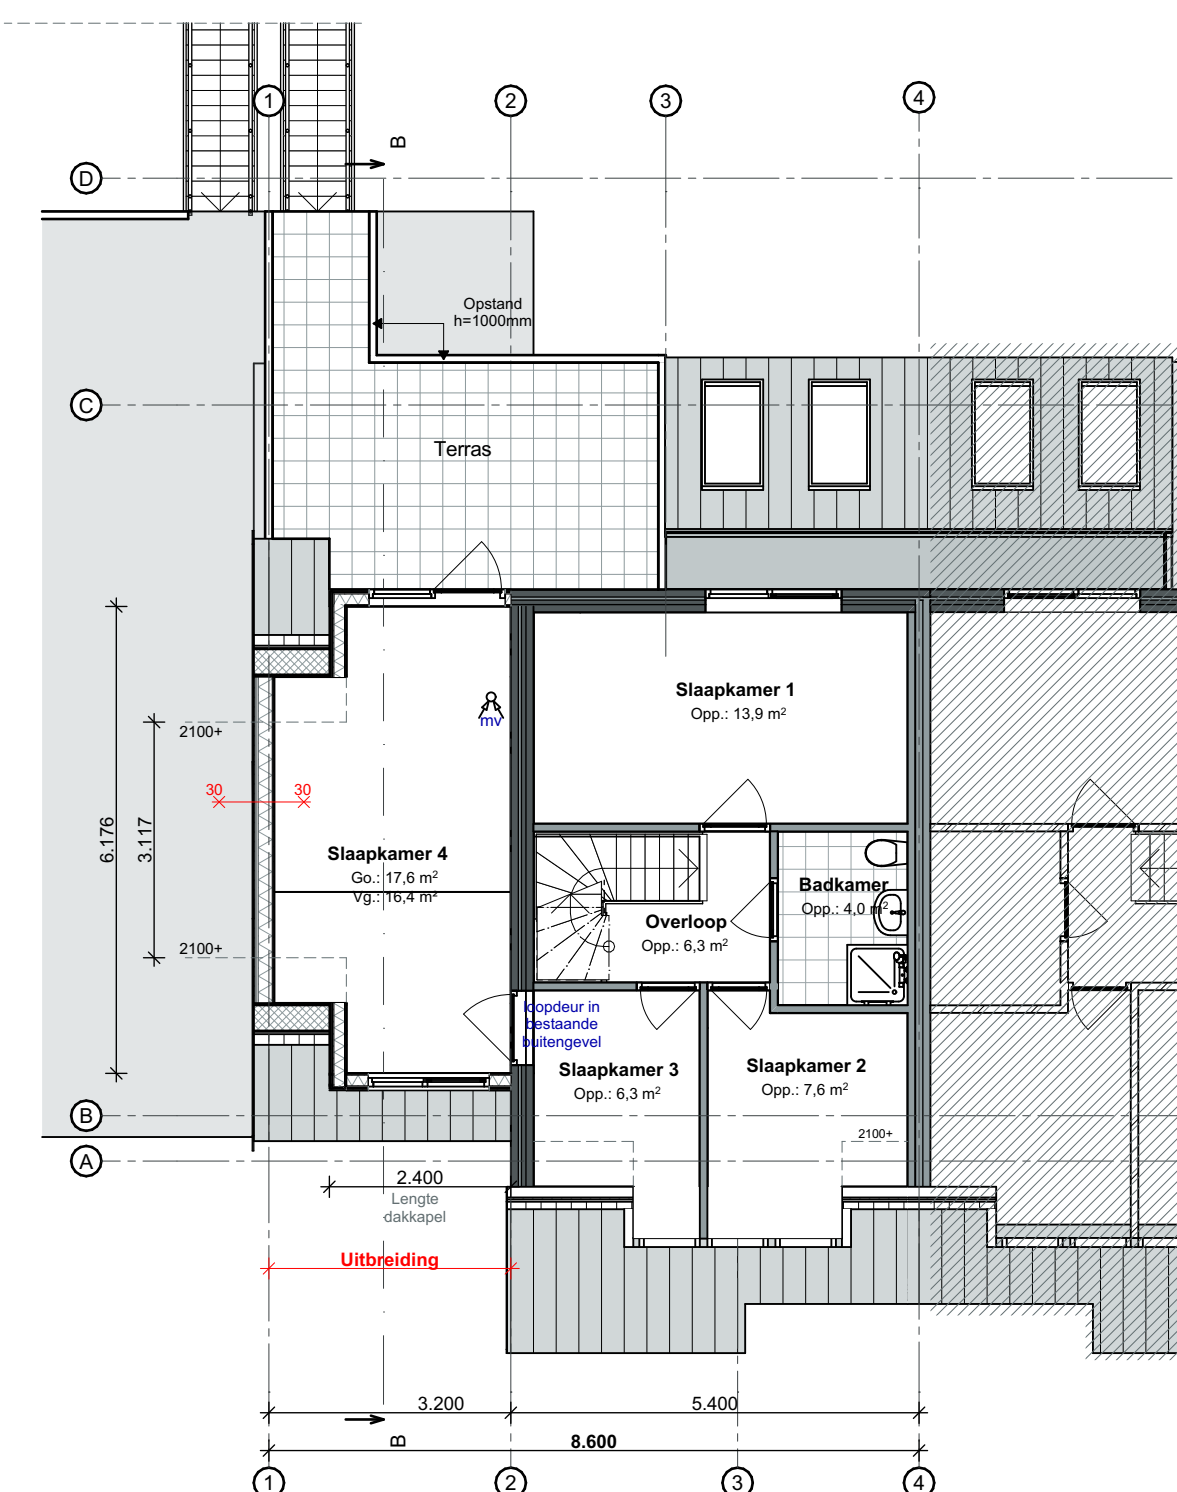 1
2
3
4
B
D
Opstand
h=1000mm
C
Terras
Slaapkamer 1
Opp.: 13,9 m²
mv
2100+
30
30
6.176
3.117
Slaapkamer 4
Go.: 17,6 m²
Vg.: 16,4 m²
Badkamer
Opp.: 4,0 m²
Overloop
Opp.: 6,3 m²
2100+
loopdeur in
bestaande
buitengevel
Slaapkamer 3
Opp.: 6,3 m²
Slaapkamer 2
Opp.: 7,6 m²
B
2100+
A
2.400
Lengte
dakkapel
Uitbreiding
3.200
5.400
B
8.600
1
2
3
4